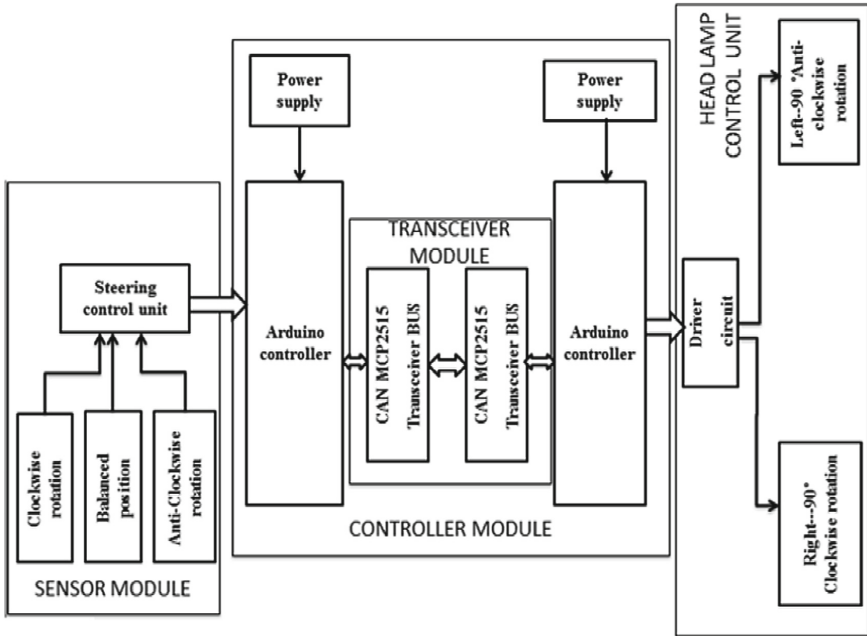 Steering
control unit
Clockwise
rotation
Balanced
position
Anti-Clockwise
rotation
SENSOR MODULE
Power
supply
Power
supply
Arduino
controller
TRANSCEIVER
MODULE
CAN MCP2515
Transceiver BUS
CAN MCP2515
Transceiver BUS
Arduino
controller
CONTROLLER MODULE
HEAD LAMP
CONTROL UNIT
Driver
circuit
Left--90 °Anti-
clockwise
rotation
Right---90°
Clockwise rotation